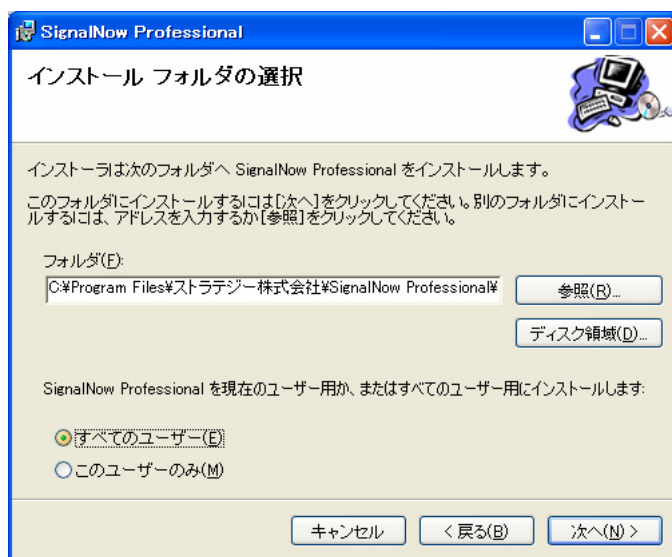 SignalNow Professional
インストール フォルダの選択
インストーラは次のフォルダへ SignalNow Professional をインストールします。
このフォルダにインストールするには[次へ]をクリックしてください。別のフォルダにインストー
ルするには、アドレスを入力するか[参照]をクリックしてください。
フォルダ(F):
C:¥Program Files¥ストラテジー株式会社¥SignalNow Professional¥
参照(R)...
ディスク領域(D)...
SignalNow Professional を現在のユーザー用か、またはすべてのユーザー用にインストールします:
すべてのユーザー(E)
このユーザーのみ(M)
キャンセル
< 戻る(B)
次へ(N) >